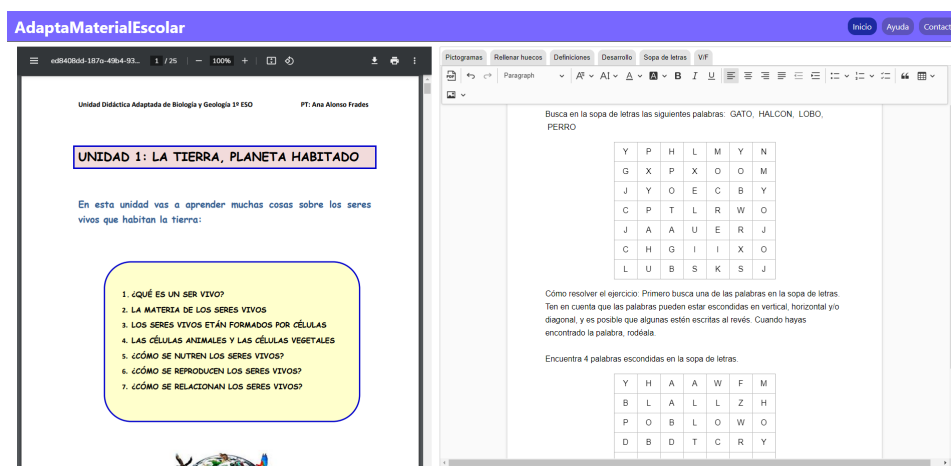 AdaptaMaterialEscolar
Inicio Ayuda Contact
ed8408dd-187a-49b4-93... 1 / 25 100%
Unidad Didáctica Adaptada de Biología y Geología 1º ESO PT: Ana Alonso Frades
UNIDAD 1: LA TIERRA, PLANETA HABITADO
En esta unidad vas a aprender muchas cosas sobre los seres
vivos que habitan la tierra:
1. ¿QUÉ ES UN SER VIVO?
2. LA MATERIA DE LOS SERES VIVOS
3. LOS SERES VIVOS ETÁN FORMADOS POR CÉLULAS
4. LAS CÉLULAS ANIMALES Y LAS CÉLULAS VEGETALES
5. ¿CÓMO SE NUTREN LOS SERES VIVOS?
6. ¿CÓMO SE REPRODUCEN LOS SERES VIVOS?
7. ¿CÓMO SE RELACIONAN LOS SERES VIVOS?
Pictogramas Rellenar huecos Definiciones Desarrollo Sopa de letras V/F
Paragraph
Busca en la sopa de letras las siguientes palabras: GATO, HALCON, LOBO,
PERRO
Y P H L M Y N
G X P X O O M
J Y O E C B Y
C P T L R W O
J A A U E R J
C H G I I X O
L U B S K S J
Cómo resolver el ejercicio: Primero busca una de las palabras en la sopa de letras.
Ten en cuenta que las palabras pueden estar escondidas en vertical, horizontal y/o
diagonal, y es posible que algunas estén escritas al revés. Cuando hayas
encontrado la palabra, rodéala.
Encuentra 4 palabras escondidas en la sopa de letras.
Y H A A W F M
B L A L L Z H
P O B L O W O
D B D T C R Y